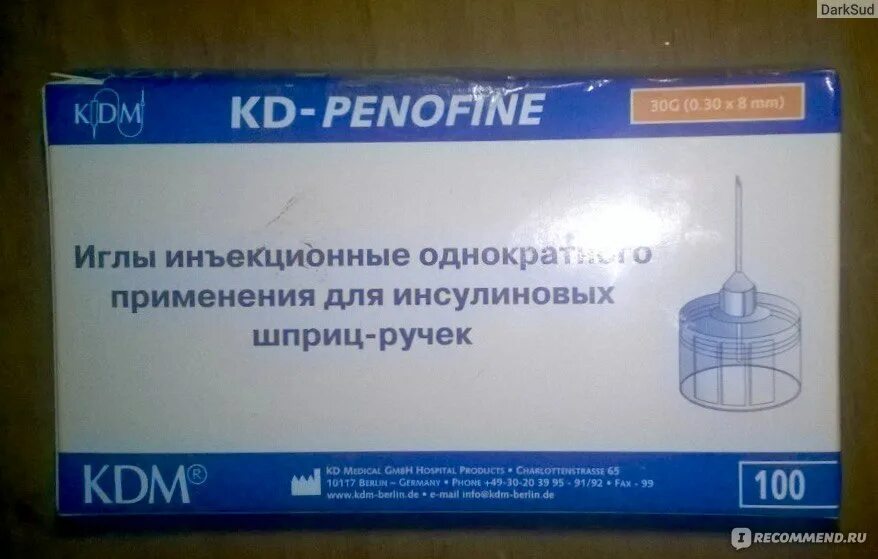 DarkSud
KDM
KD-PENOFINE
30G (0.30 x 8 mm)
Иглы инъекционные однократного
применения для инсулиновых
шприц-ручек
KDM®
KD MEDICAL GMBH HOSPITAL PRODUCTS • CHARLOTTENSTRASSE 65
10117 BERLIN – GERMANY • PHONE +49-30-20 39 95 - 91/92 • FAX - 99
www.kdm-berlin.de • e-mail info@kdm-berlin.de
100
IRECOMMEND.RU